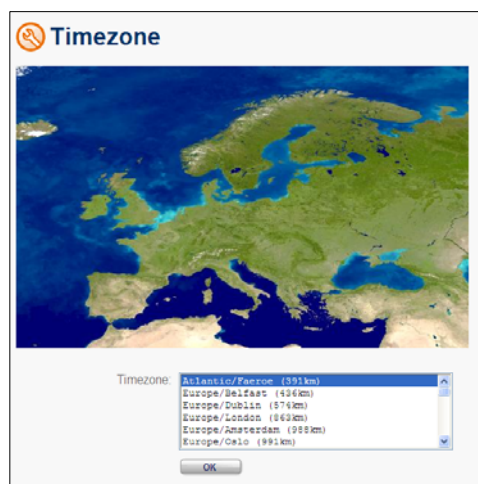 Timezone
Timezone:
Atlantic/Faeroe (391km)
Europe/Belfast (436km)
Europe/Dublin (574km)
Europe/London (863km)
Europe/Amsterdam (988km)
Europe/Oslo (991km)
OK